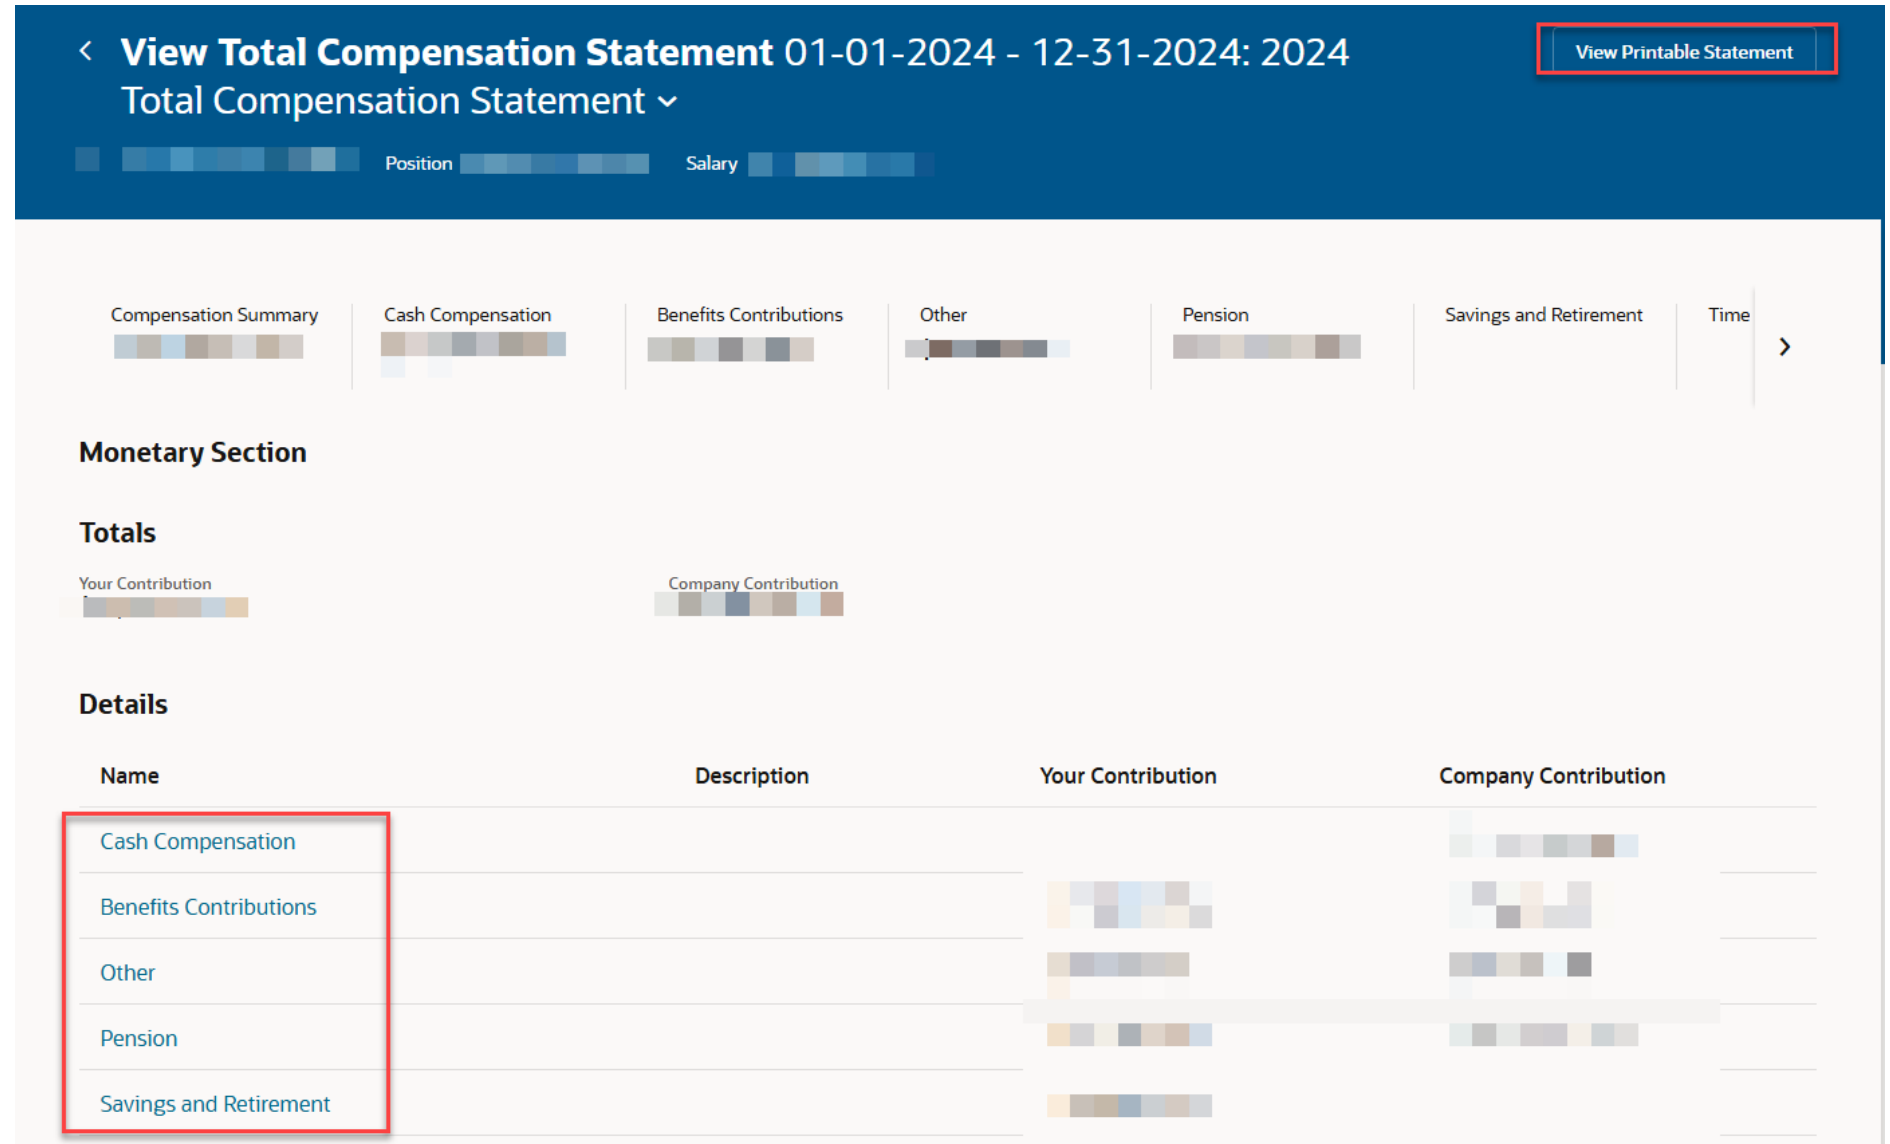 View Total Compensation Statement 01-01-2024 - 12-31-2024: 2024
Total Compensation Statement
View Printable Statement
Position
Salary
Compensation Summary
Cash Compensation
Benefits Contributions
Other
Pension
Savings and Retirement
Time
Monetary Section
Totals
Your Contribution
Company Contribution
Details
Name Description Your Contribution Company Contribution
Cash Compensation
Benefits Contributions
Other
Pension
Savings and Retirement